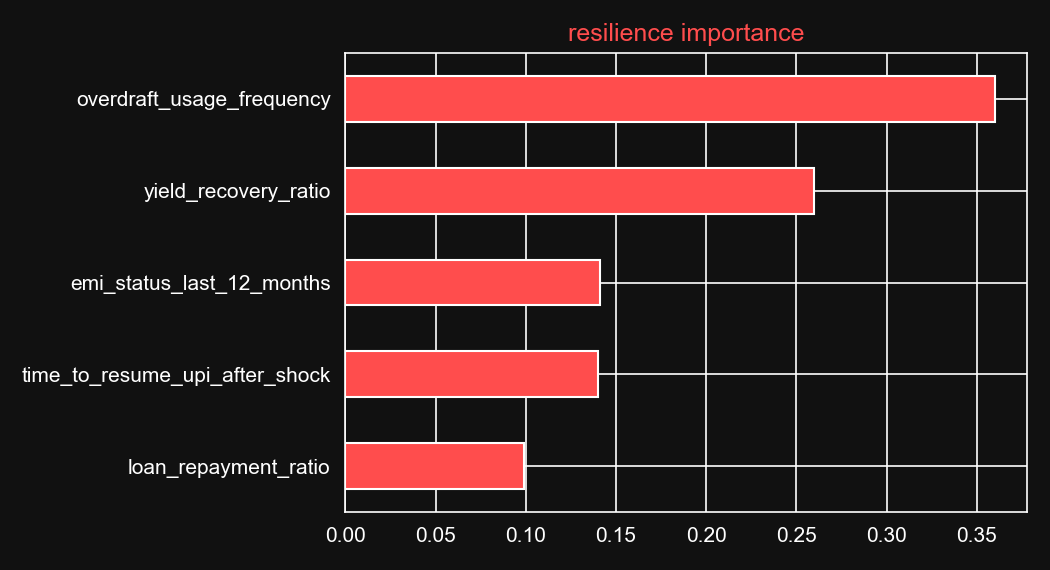 resilience importance
overdraft_usage_frequency
yield_recovery_ratio
emi_status_last_12_months
time_to_resume_upi_after_shock
loan_repayment_ratio
0.00 0.05 0.10 0.15 0.20 0.25 0.30 0.35